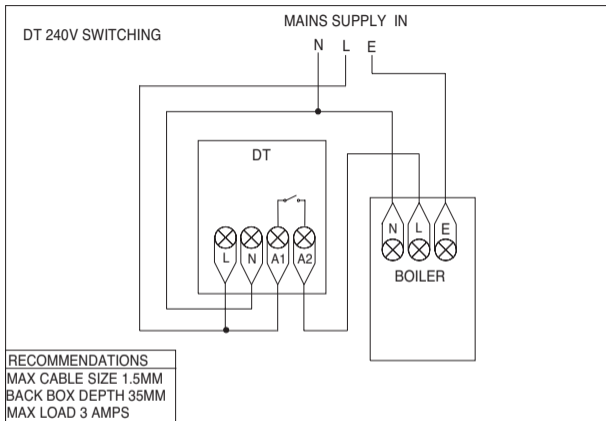 DT 240V SWITCHING
MAINS SUPPLY IN
N L E
DT
L N A1 A2
N L E
BOILER
RECOMMENDATIONS
MAX CABLE SIZE 1.5MM
BACK BOX DEPTH 35MM
MAX LOAD 3 AMPS